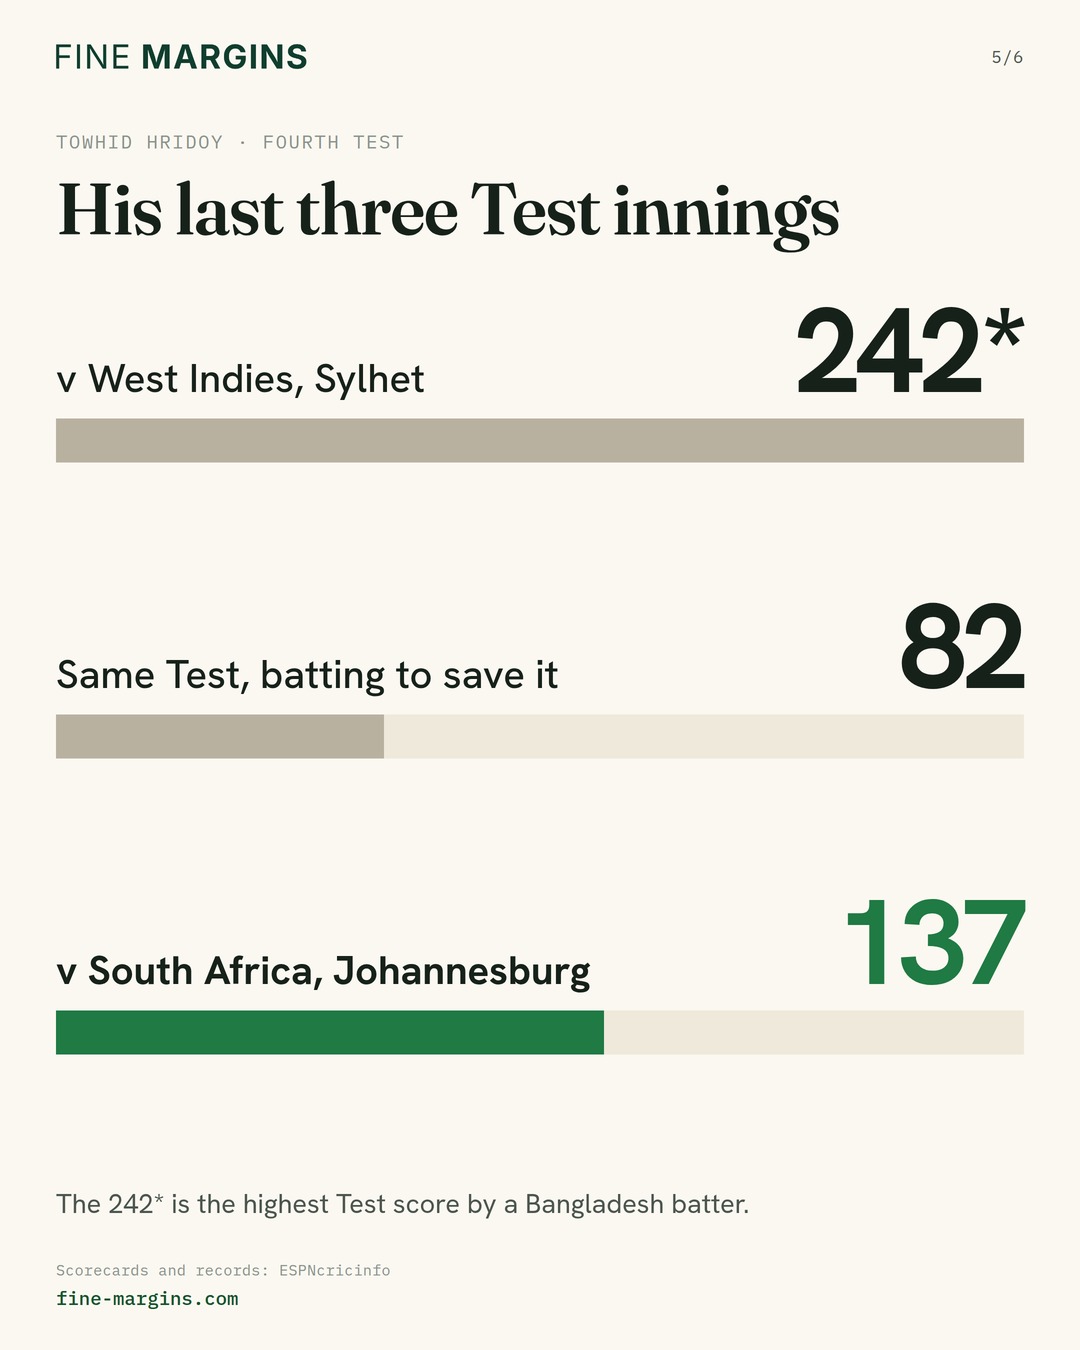 FINE MARGINS
5/6
TOWHID HRIDOY · FOURTH TEST
His last three Test innings
v West Indies, Sylhet
242*
Same Test, batting to save it
82
v South Africa, Johannesburg
137
The 242* is the highest Test score by a Bangladesh batter.
Scorecards and records: ESPNcricinfo
fine-margins.com